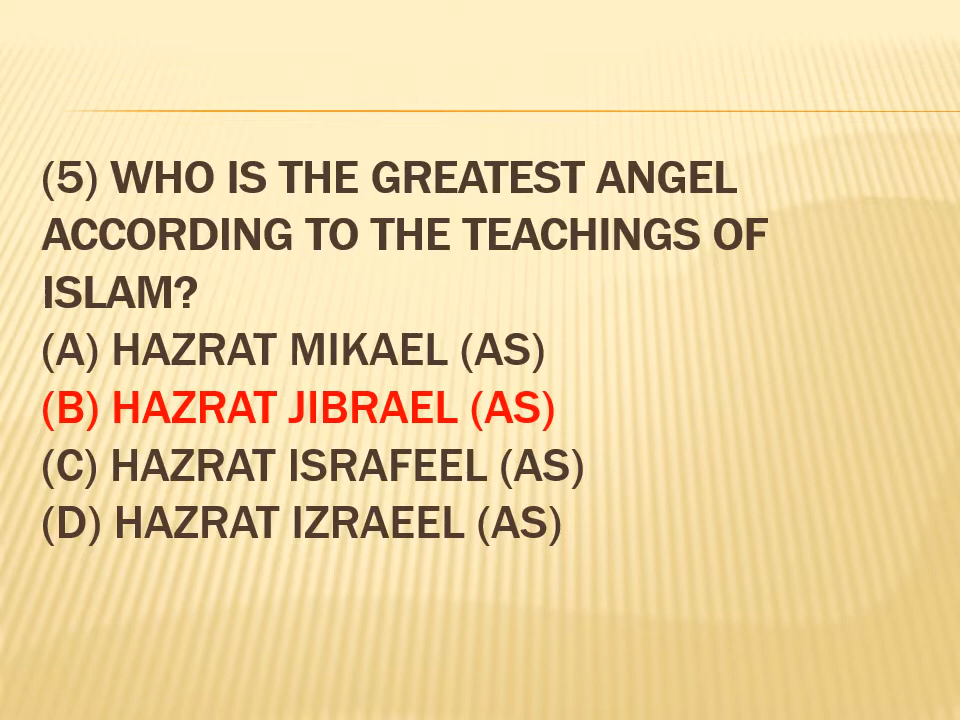 (5) WHO IS THE GREATEST ANGEL
ACCORDING TO THE TEACHINGS OF
ISLAM?
(A) HAZRAT MIKAEL (AS)
(B) HAZRAT JIBRAEL (AS)
(C) HAZRAT ISRAFEEL (AS)
(D) HAZRAT IZRAEEL (AS)